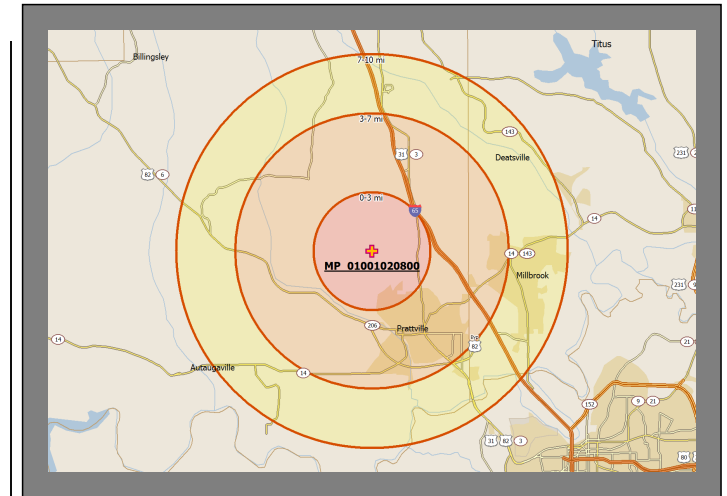 Titus
Billingsley
7-10 mi
3-7 mi
143
31 3
Deatsville
231
82 6
0-3 mi
65
14
MP_01001020800
14 143
Millbrook
231
206
Prattville
Byp
82
14
21
Autaugaville
14
152
9 21
31 82 3
80